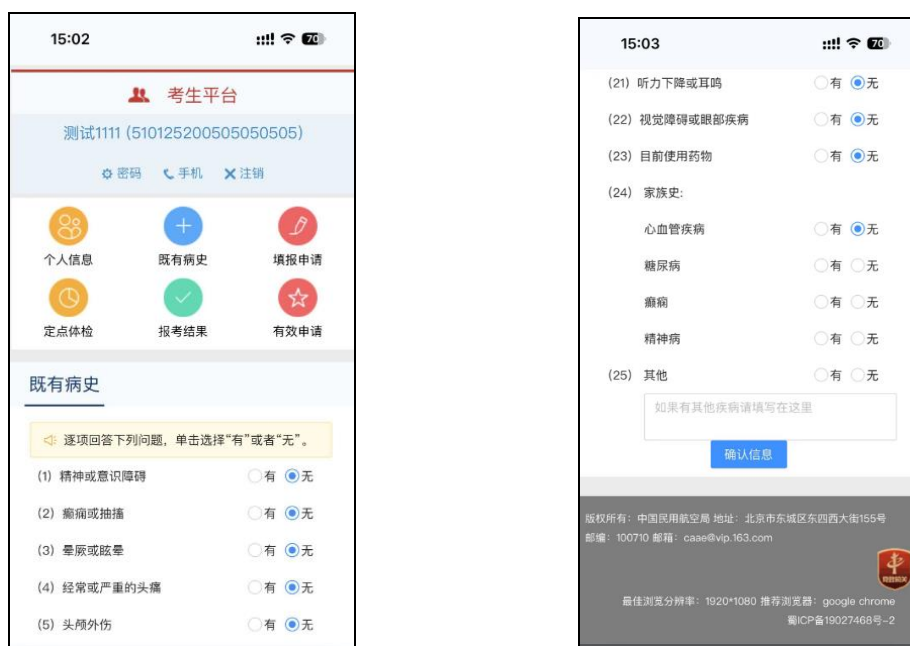 15:02
70
考生平台
测试1111 (510125200505050505)
密码 手机 注销
个人信息 既有病史 填报申请
定点体检 报考结果 有效申请
既有病史
逐项回答下列问题，单击选择“有”或者“无”。
(1) 精神或意识障碍 有 无
(2) 癫痫或抽搐 有 无
(3) 晕厥或眩晕 有 无
(4) 经常或严重的头痛 有 无
(5) 头颅外伤 有 无
15:03
70
(21) 听力下降或耳鸣 有 无
(22) 视觉障碍或眼部疾病 有 无
(23) 目前使用药物 有 无
(24) 家族史:
心血管疾病 有 无
糖尿病 有 无
癫痫 有 无
精神病 有 无
(25) 其他 有 无
如果有其他疾病请填写在这里
确认信息
版权所有：中国民用航空局 地址：北京市东城区东四西大街155号
邮编：100710 邮箱：caae@vip.163.com
最佳浏览分辨率：1920*1080 推荐浏览器：google chrome
蜀ICP备19027468号-2